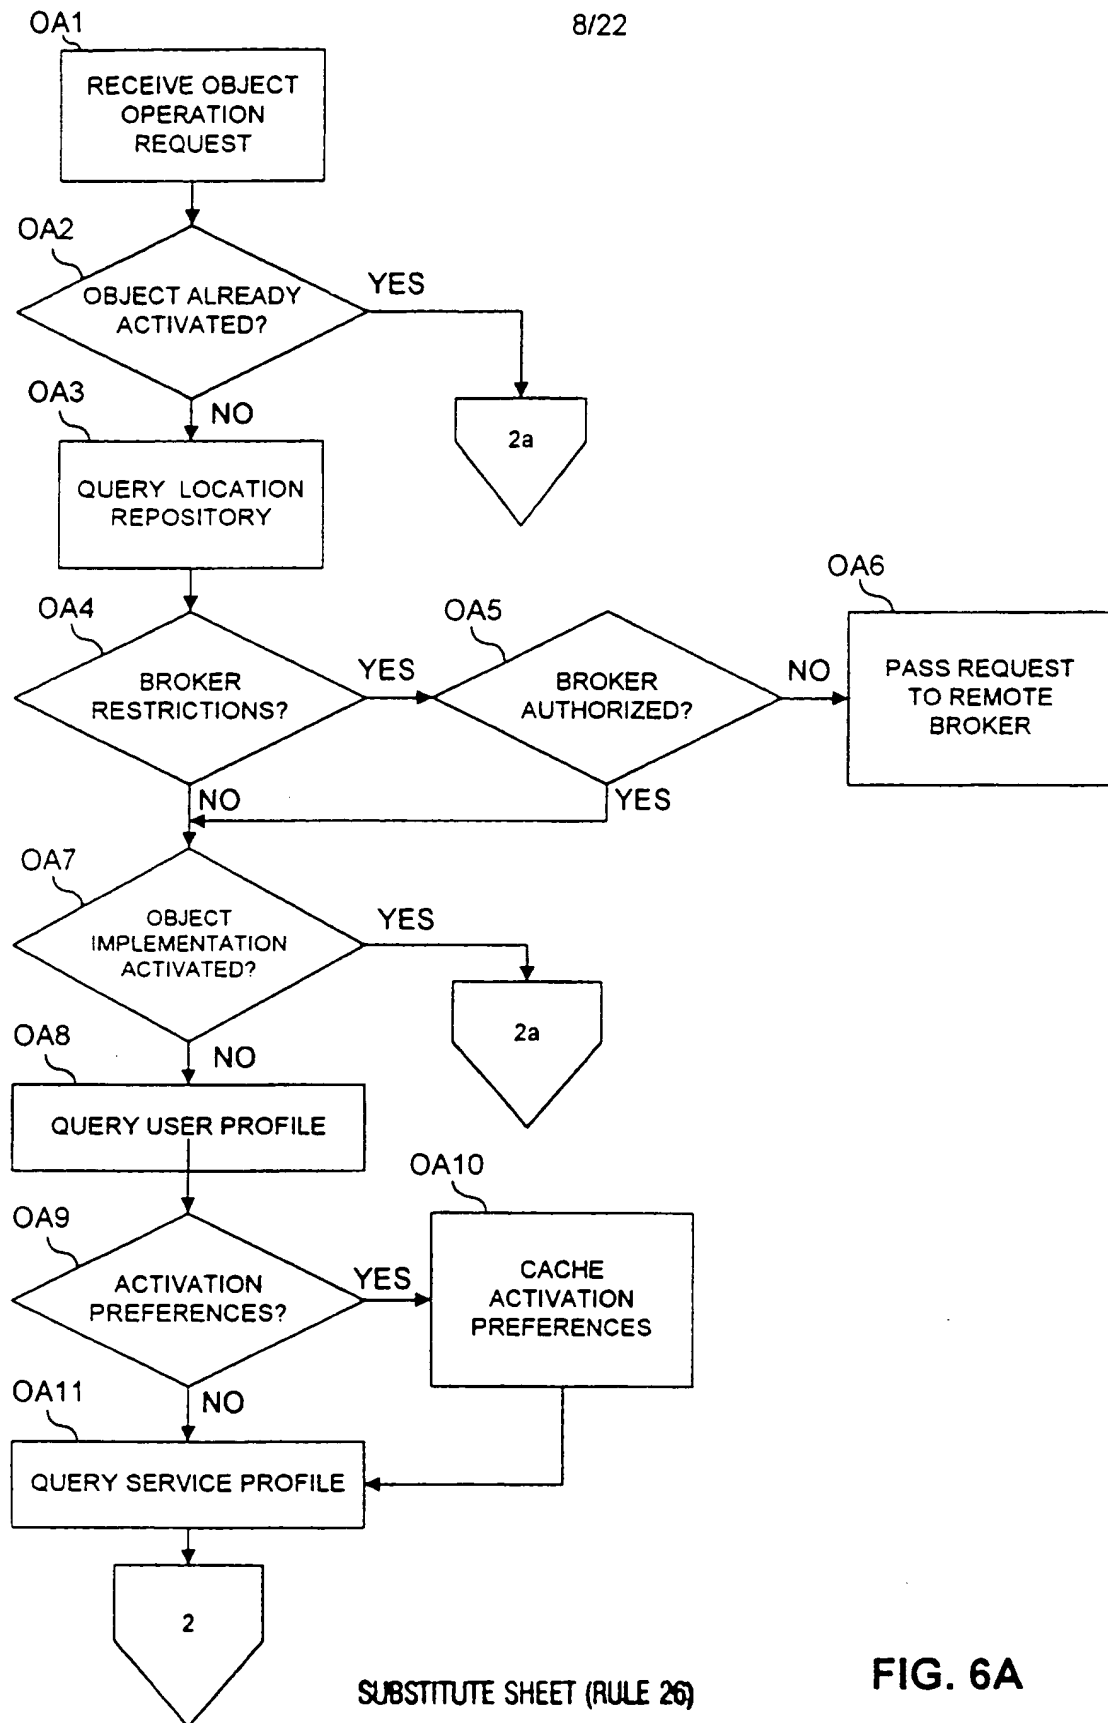 OA1
8/22
RECEIVE OBJECT
OPERATION
REQUEST
OA2
OBJECT ALREADY
ACTIVATED?
YES
NO
2a
OA3
QUERY LOCATION
REPOSITORY
OA4
BROKER
RESTRICTIONS?
YES
NO
OA5
BROKER
AUTHORIZED?
NO
YES
OA6
PASS REQUEST
TO REMOTE
BROKER
OA7
OBJECT
IMPLEMENTATION
ACTIVATED?
YES
NO
2a
OA8
QUERY USER PROFILE
OA9
ACTIVATION
PREFERENCES?
YES
NO
OA10
CACHE
ACTIVATION
PREFERENCES
OA11
QUERY SERVICE PROFILE
2
SUBSTITUTE SHEET (RULE 26)
FIG. 6A